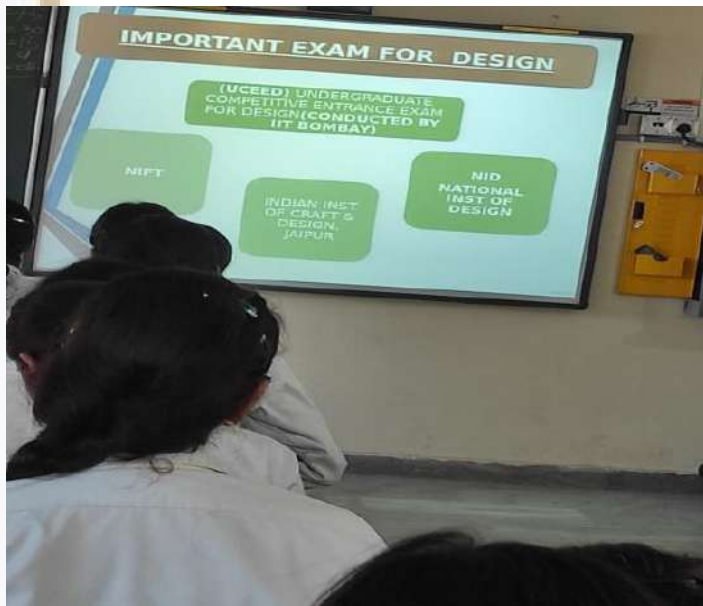 IMPORTANT EXAM FOR DESIGN
(UCEED) UNDERGRADUATE
COMPETITIVE ENTRANCE EXAM
FOR DESIGN(CONDUCTED BY
IIT BOMBAY)
NIFT
INDIAN INST
OF CRAFT &
DESIGN,
JAIPUR
NID
NATIONAL
INST OF
DESIGN